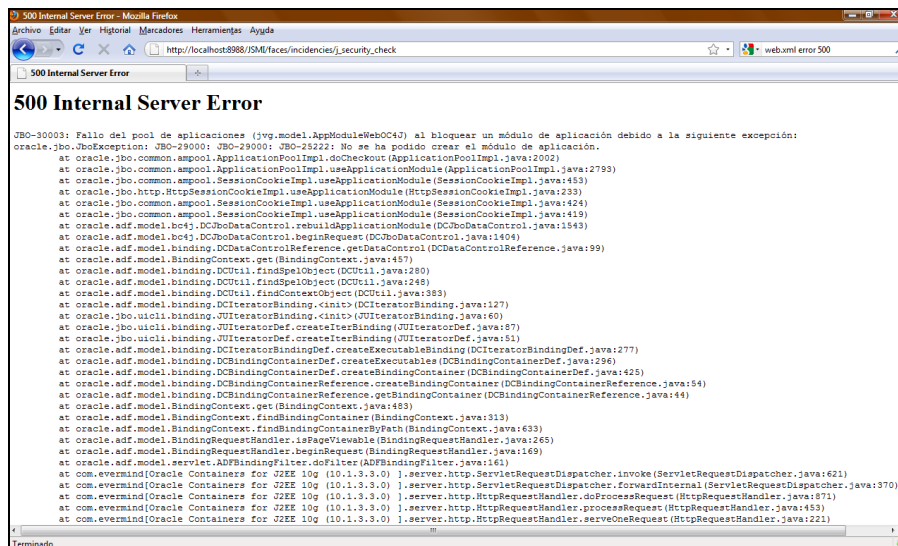 500 Internal Server Error - Mozilla Firefox
Archivo Editar Ver Historial Marcadores Herramientas Ayuda
http://localhost:8988/JSMI/faces/incidencies/j_security_check
web.xml error 500
500 Internal Server Error
500 Internal Server Error
JBO-30003: Fallo del pool de aplicaciones (jvg.model.AppModuleWebOC4J) al bloquear un módulo de aplicación debido a la siguiente excepción:
oracle.jbo.JboException: JBO-29000: JBO-29000: JBO-25222: No se ha podido crear el módulo de aplicación.
at oracle.jbo.common.ampool.ApplicationPoolImpl.doCheckout(ApplicationPoolImpl.java:2002)
at oracle.jbo.common.ampool.ApplicationPoolImpl.useApplicationModule(ApplicationPoolImpl.java:2793)
at oracle.jbo.common.ampool.SessionCookieImpl.useApplicationModule(SessionCookieImpl.java:453)
at oracle.jbo.http.HttpSessionCookieImpl.useApplicationModule(HttpSessionCookieImpl.java:233)
at oracle.jbo.common.ampool.SessionCookieImpl.useApplicationModule(SessionCookieImpl.java:424)
at oracle.jbo.common.ampool.SessionCookieImpl.useApplicationModule(SessionCookieImpl.java:419)
at oracle.adf.model.bc4j.DCJboDataControl.rebuildApplicationModule(DCJboDataControl.java:1543)
at oracle.adf.model.bc4j.DCJboDataControl.beginRequest(DCJboDataControl.java:1404)
at oracle.adf.model.binding.DCDataControlReference.getDataControl(DCDataControlReference.java:99)
at oracle.adf.model.BindingContext.get(BindingContext.java:457)
at oracle.adf.model.binding.DCUtil.findSpelObject(DCUtil.java:280)
at oracle.adf.model.binding.DCUtil.findSpelObject(DCUtil.java:248)
at oracle.adf.model.binding.DCUtil.findContextObject(DCUtil.java:383)
at oracle.adf.model.binding.DCIteratorBinding.<init>(DCIteratorBinding.java:127)
at oracle.jbo.uicli.binding.JUIteratorBinding.<init>(JUIteratorBinding.java:60)
at oracle.jbo.uicli.binding.JUIteratorDef.createIterBinding(JUIteratorDef.java:87)
at oracle.jbo.uicli.binding.JUIteratorDef.createIterBinding(JUIteratorDef.java:51)
at oracle.adf.model.binding.DCIteratorBindingDef.createExecutableBinding(DCIteratorBindingDef.java:277)
at oracle.adf.model.binding.DCBindingContainerDef.createExecutables(DCBindingContainerDef.java:296)
at oracle.adf.model.binding.DCBindingContainerDef.createBindingContainer(DCBindingContainerDef.java:425)
at oracle.adf.model.binding.DCBindingContainerReference.createBindingContainer(DCBindingContainerReference.java:54)
at oracle.adf.model.binding.DCBindingContainerReference.getBindingContainer(DCBindingContainerReference.java:44)
at oracle.adf.model.BindingContext.get(BindingContext.java:483)
at oracle.adf.model.BindingContext.findBindingContainer(BindingContext.java:313)
at oracle.adf.model.BindingContext.findBindingContainerByPath(BindingContext.java:633)
at oracle.adf.model.BindingRequestHandler.isPageViewable(BindingRequestHandler.java:265)
at oracle.adf.model.BindingRequestHandler.beginRequest(BindingRequestHandler.java:169)
at oracle.adf.model.servlet.ADFBindingFilter.doFilter(ADFBindingFilter.java:161)
at com.evermind[Oracle Containers for J2EE 10g (10.1.3.3.0) ].server.http.ServletRequestDispatcher.invoke(ServletRequestDispatcher.java:621)
at com.evermind[Oracle Containers for J2EE 10g (10.1.3.3.0) ].server.http.ServletRequestDispatcher.forwardInternal(ServletRequestDispatcher.java:370)
at com.evermind[Oracle Containers for J2EE 10g (10.1.3.3.0) ].server.http.HttpRequestHandler.doProcessRequest(HttpRequestHandler.java:871)
at com.evermind[Oracle Containers for J2EE 10g (10.1.3.3.0) ].server.http.HttpRequestHandler.processRequest(HttpRequestHandler.java:453)
at com.evermind[Oracle Containers for J2EE 10g (10.1.3.3.0) ].server.http.HttpRequestHandler.serveOneRequest(HttpRequestHandler.java:221)
Terminado